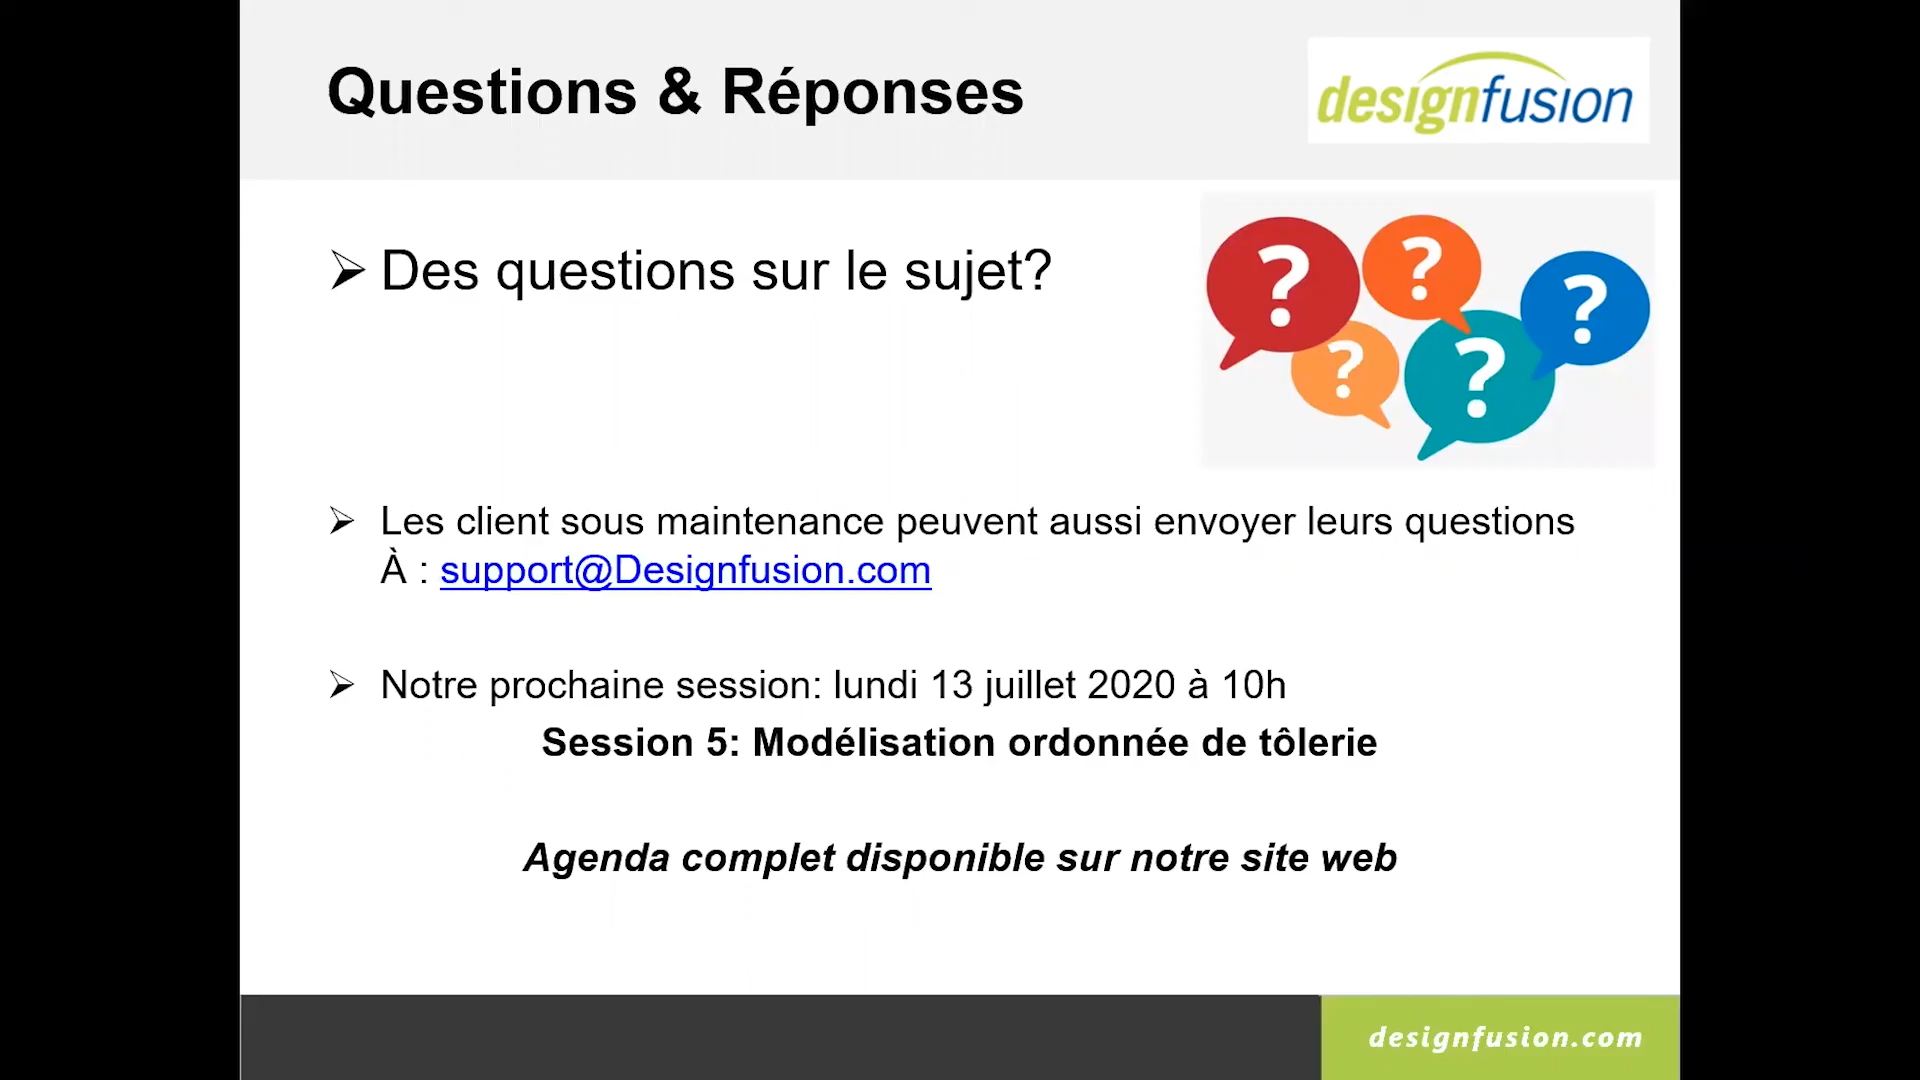 Questions & Réponses
designfusion
➢ Des questions sur le sujet?
? ? ? ? ?
➢ Les client sous maintenance peuvent aussi envoyer leurs questions
À : support@Designfusion.com
➢ Notre prochaine session: lundi 13 juillet 2020 à 10h
Session 5: Modélisation ordonnée de tôlerie
Agenda complet disponible sur notre site web
designfusion.com